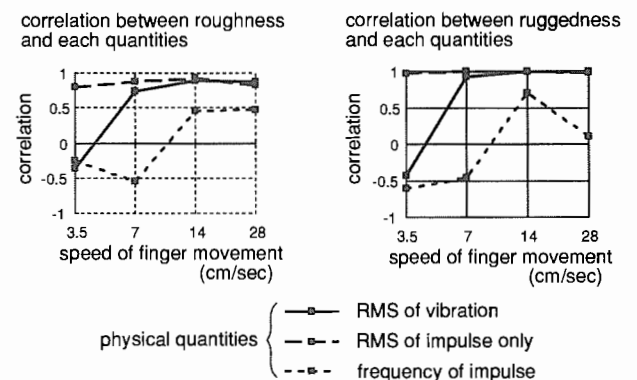 correlation between roughness
and each quantities
correlation
1
0.5
0
-0.5
-1
3.5 7 14 28
speed of finger movement
(cm/sec)
correlation between ruggedness
and each quantities
correlation
1
0.5
0
-0.5
-1
3.5 7 14 28
speed of finger movement
(cm/sec)
physical quantities
RMS of vibration
RMS of impulse only
frequency of impulse